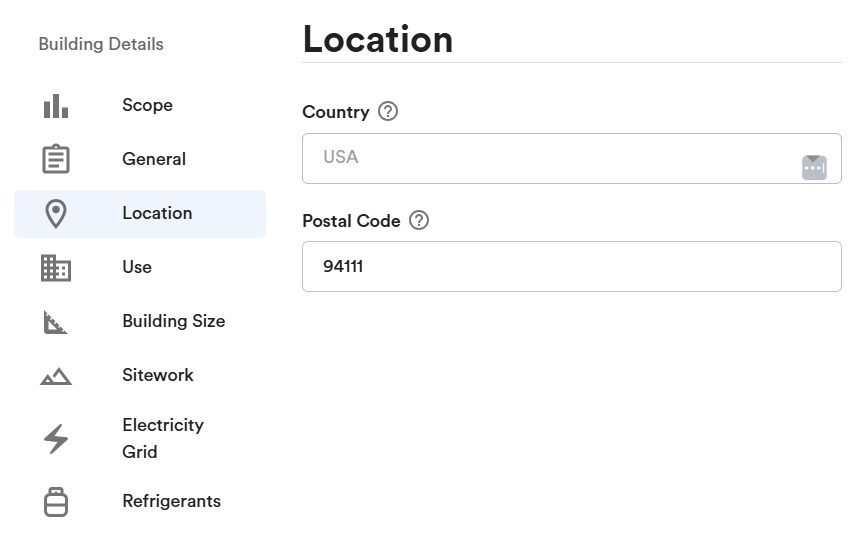 Building Details
Scope
General
Location
Use
Building Size
Sitework
Electricity
Grid
Refrigerants
Location
Country
USA
Postal Code
94111